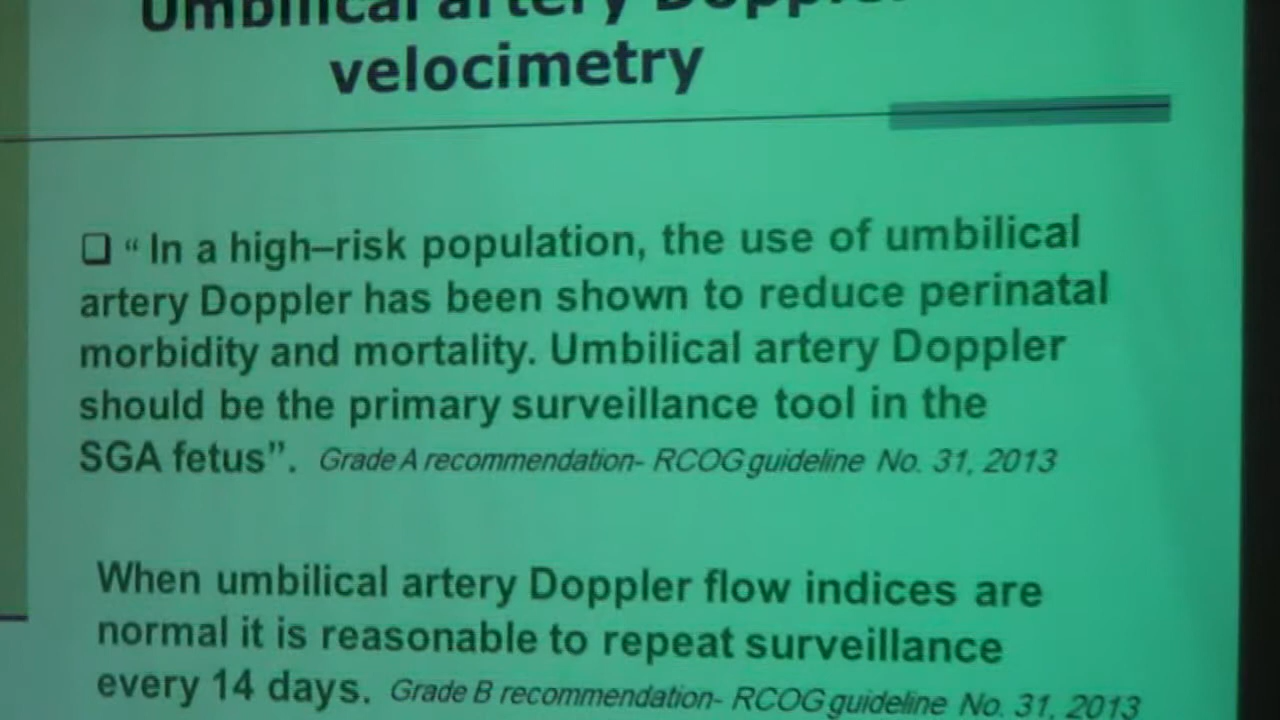 Umbilical artery Doppler
velocimetry
❑ “ In a high–risk population, the use of umbilical
artery Doppler has been shown to reduce perinatal
morbidity and mortality. Umbilical artery Doppler
should be the primary surveillance tool in the
SGA fetus”. Grade A recommendation- RCOG guideline No. 31, 2013
When umbilical artery Doppler flow indices are
normal it is reasonable to repeat surveillance
every 14 days. Grade B recommendation- RCOG guideline No. 31, 2013